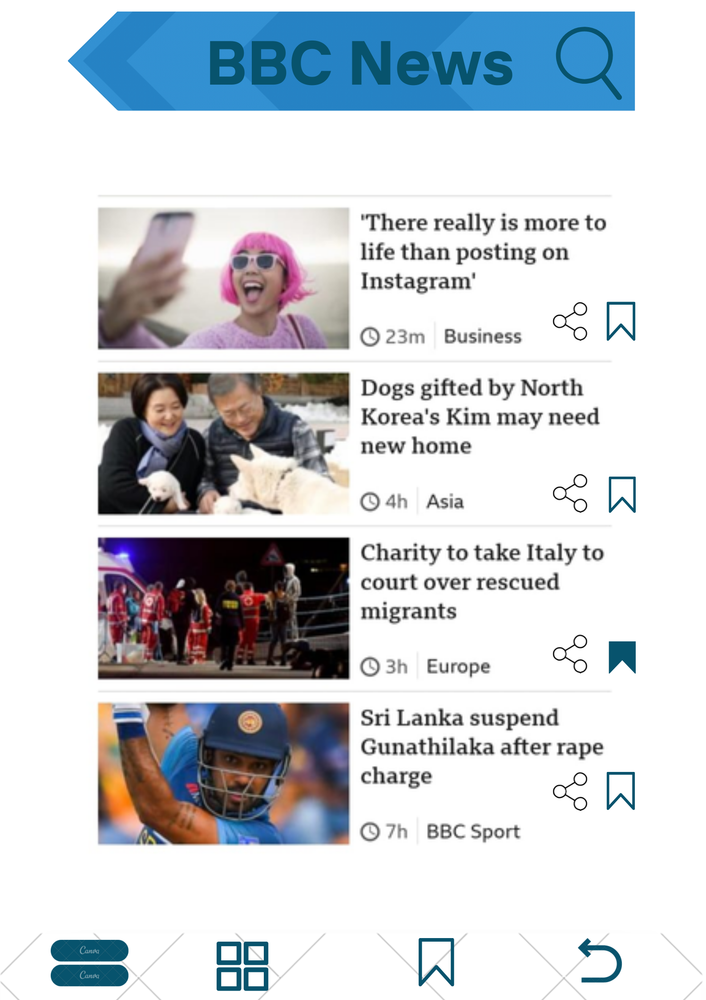 BBC News
'There really is more to
life than posting on
Instagram'
23m Business
Dogs gifted by North
Korea's Kim may need
new home
4h Asia
Charity to take Italy to
court over rescued
migrants
3h Europe
Sri Lanka suspend
Gunathilaka after rape
charge
7h BBC Sport
Canva
Canva